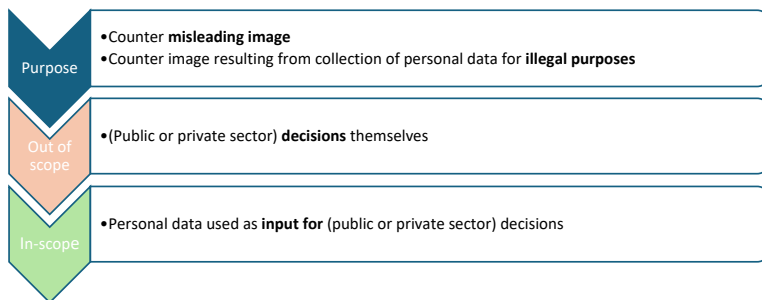 Purpose
•Counter misleading image
•Counter image resulting from collection of personal data for illegal purposes
Out of
scope
•(Public or private sector) decisions themselves
In-scope
•Personal data used as input for (public or private sector) decisions